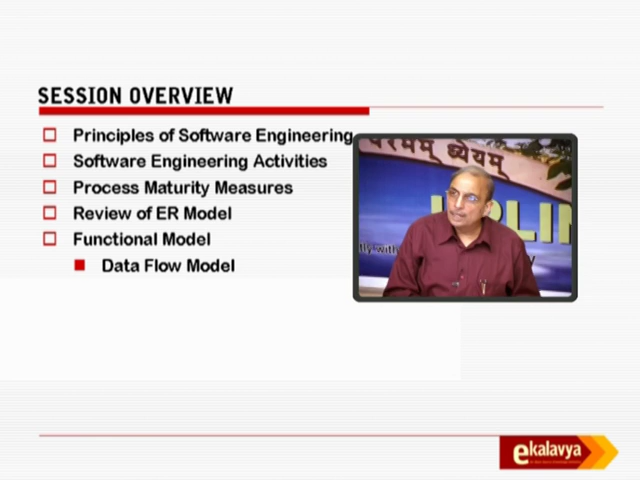 SESSION OVERVIEW
Principles of Software Engineering
Software Engineering Activities
Process Maturity Measures
Review of ER Model
Functional Model
Data Flow Model
ध्येयम्
ekalavya